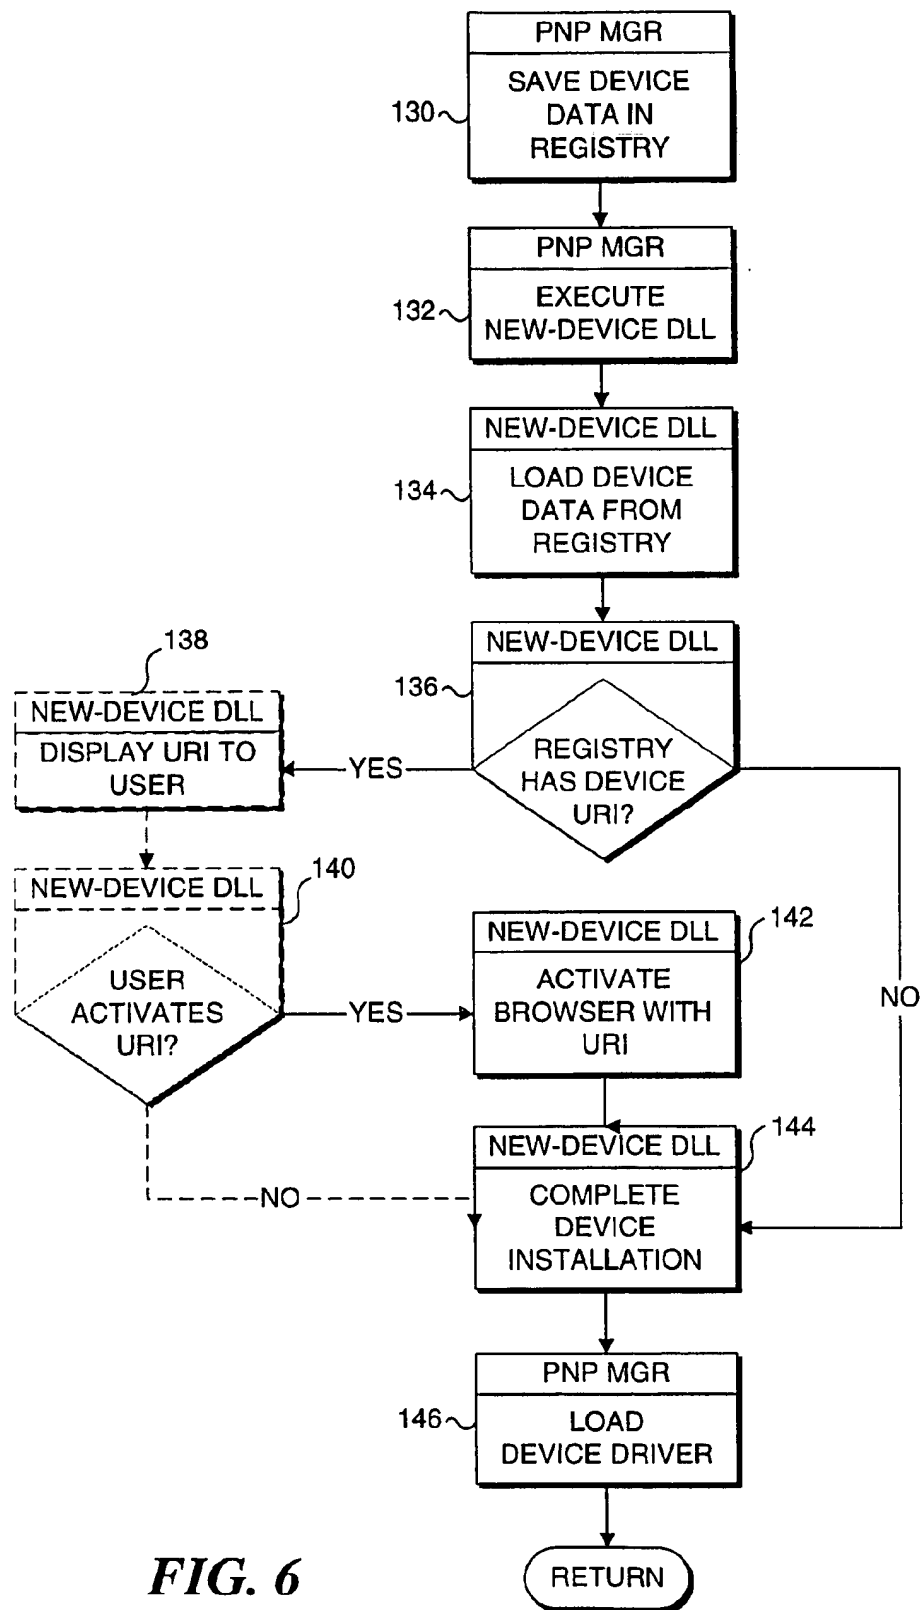 PNP MGR
SAVE DEVICE
DATA IN
REGISTRY
130
PNP MGR
EXECUTE
NEW-DEVICE DLL
132
NEW-DEVICE DLL
LOAD DEVICE
DATA FROM
REGISTRY
134
NEW-DEVICE DLL
136
REGISTRY
HAS DEVICE
URI?
138
NEW-DEVICE DLL
DISPLAY URI TO
USER
YES
NEW-DEVICE DLL
140
USER
ACTIVATES
URI?
YES
NEW-DEVICE DLL
142
ACTIVATE
BROWSER WITH
URI
NO
NEW-DEVICE DLL
144
COMPLETE
DEVICE
INSTALLATION
NO
PNP MGR
146
LOAD
DEVICE DRIVER
RETURN
FIG. 6